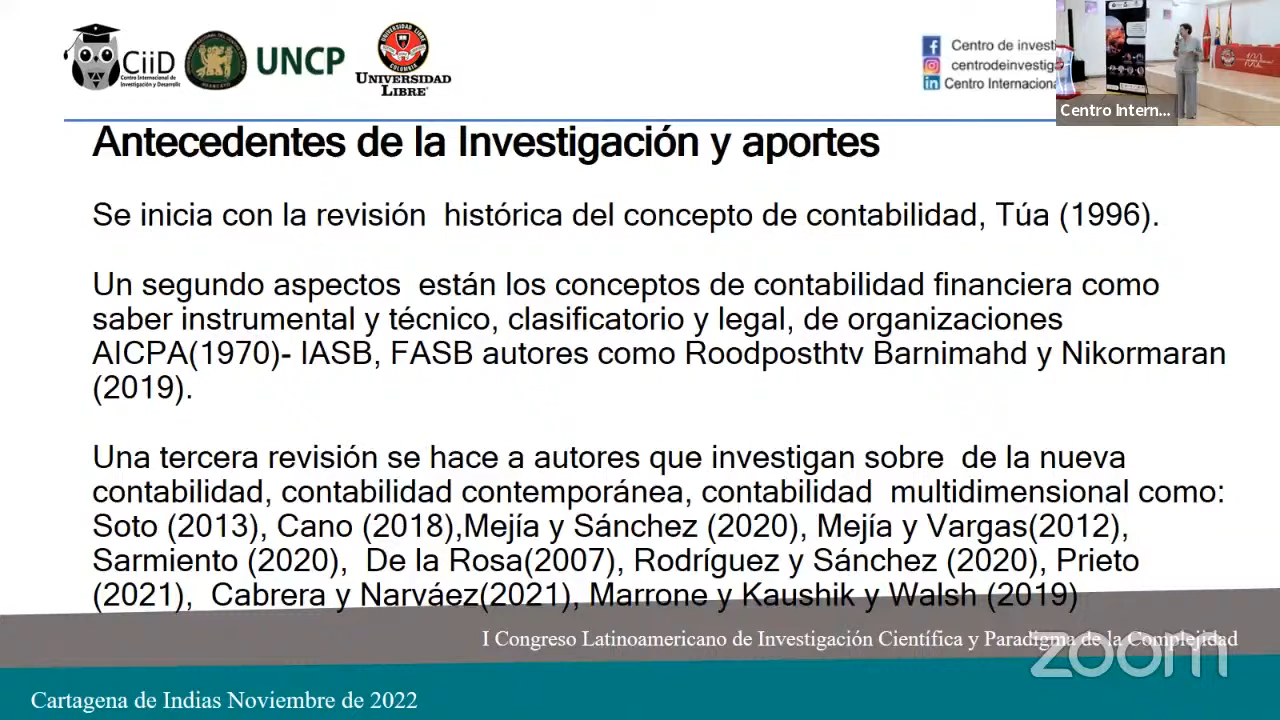 CiiD
Centro Internacional de
Investigación y Desarrollo
UNCP
UNIVERSIDAD
LIBRE
Centro de investi
centrodeinvestig
Centro Internaciona
Centro Intern...
Antecedentes de la Investigación y aportes
Se inicia con la revisión histórica del concepto de contabilidad, Túa (1996).
Un segundo aspectos están los conceptos de contabilidad financiera como
saber instrumental y técnico, clasificatorio y legal, de organizaciones
AICPA(1970)- IASB, FASB autores como Roodposthtv Barnimahd y Nikormaran
(2019).
Una tercera revisión se hace a autores que investigan sobre de la nueva
contabilidad, contabilidad contemporánea, contabilidad multidimensional como:
Soto (2013), Cano (2018),Mejía y Sánchez (2020), Mejía y Vargas(2012),
Sarmiento (2020), De la Rosa(2007), Rodríguez y Sánchez (2020), Prieto
(2021), Cabrera y Narváez(2021), Marrone y Kaushik y Walsh (2019)
I Congreso Latinoamericano de Investigación Científica y Paradigma de la Complejidad
zoom
Cartagena de Indias Noviembre de 2022